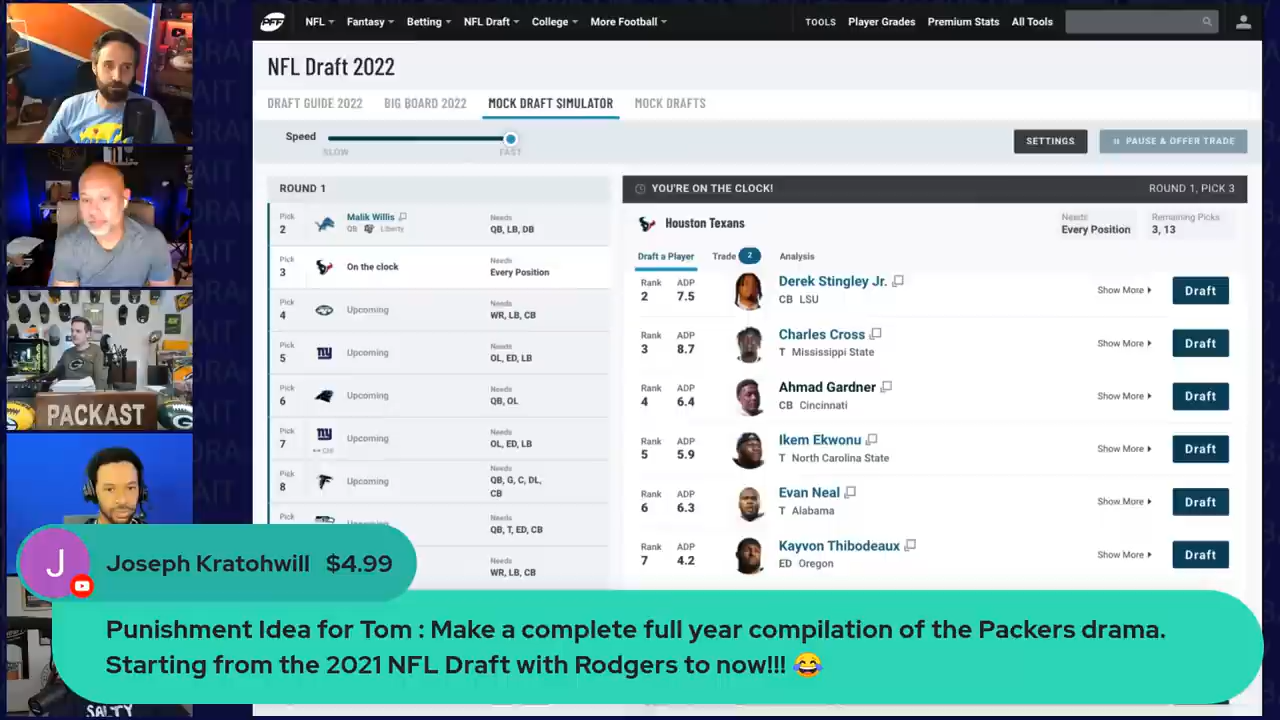 PFF
NFL
Fantasy
Betting
NFL Draft
College
More Football
TOOLS
Player Grades
Premium Stats
All Tools
NFL Draft 2022
DRAFT GUIDE 2022
BIG BOARD 2022
MOCK DRAFT SIMULATOR
MOCK DRAFTS
Speed
SLOW
FAST
SETTINGS
PAUSE & OFFER TRADE
ROUND 1
Pick
2
Malik Willis
QB Liberty
Needs
QB, LB, DB
Pick
3
On the clock
Needs
Every Position
Pick
4
Upcoming
Needs
WR, LB, CB
Pick
5
Upcoming
Needs
OL, ED, LB
Pick
6
Upcoming
Needs
QB, OL
Pick
7
CHI
Upcoming
Needs
OL, ED, LB
Pick
8
Upcoming
Needs
QB, G, C, DL,
CB
Pick
Upcoming
Needs
QB, T, ED, CB
Needs
WR, LB, CB
YOU'RE ON THE CLOCK!
ROUND 1, PICK 3
Houston Texans
Needs
Every Position
Remaining Picks
3, 13
Draft a Player
Trade 2
Analysis
Rank
2
ADP
7.5
Derek Stingley Jr.
CB LSU
Show More
Draft
Rank
3
ADP
8.7
Charles Cross
T Mississippi State
Show More
Draft
Rank
4
ADP
6.4
Ahmad Gardner
CB Cincinnati
Show More
Draft
Rank
5
ADP
5.9
Ikem Ekwonu
T North Carolina State
Show More
Draft
Rank
6
ADP
6.3
Evan Neal
T Alabama
Show More
Draft
Rank
7
ADP
4.2
Kayvon Thibodeaux
ED Oregon
Show More
Draft
PACKAST
J
Joseph Kratohwill $4.99
Punishment Idea for Tom : Make a complete full year compilation of the Packers drama.
Starting from the 2021 NFL Draft with Rodgers to now!!! 😂
SALTY